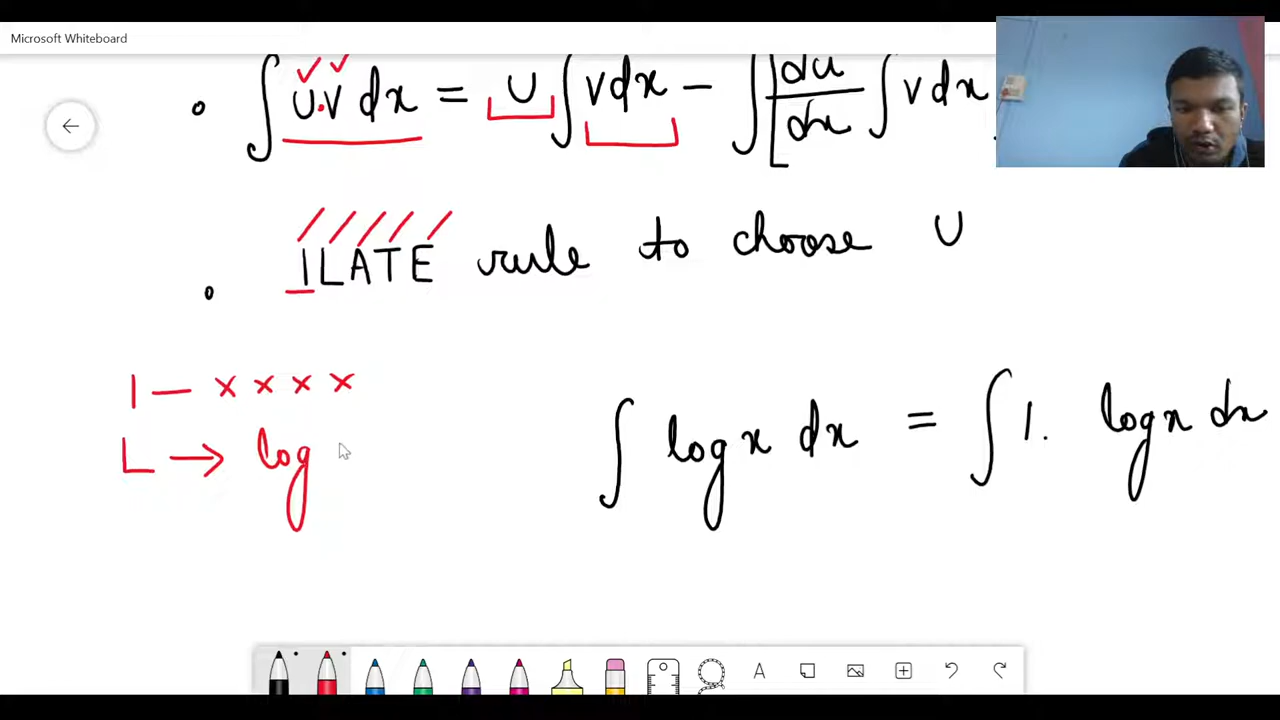 Microsoft Whiteboard
• ∫ u.v dx = u ∫ v dx − ∫ [ du/dx ∫ v dx
• ILATE rule to choose u
I — x x x x
L → log
∫ log x dx = ∫ 1. log x dx
A